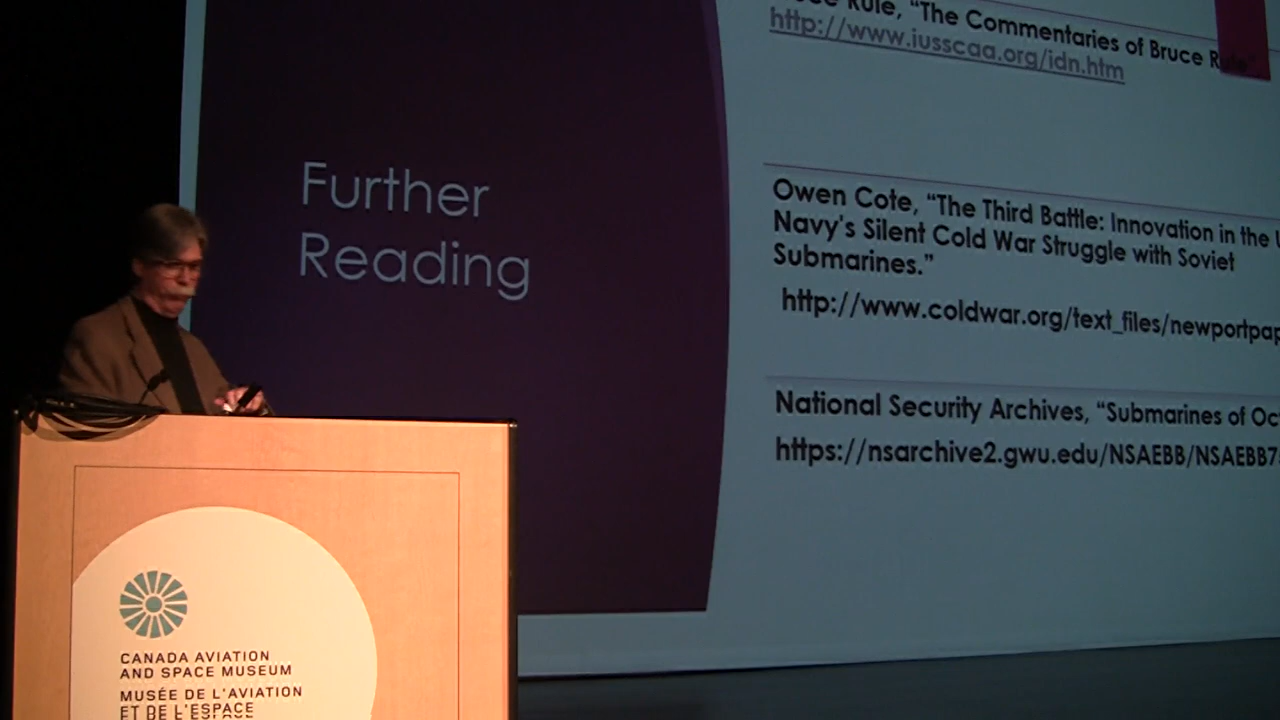 Rule, “The Commentaries of Bruce
http://www.iusscaa.org/idn.htm
Further
Reading
Owen Cote, “The Third Battle: Innovation in the
Navy's Silent Cold War Struggle with Soviet
Submarines.”
http://www.coldwar.org/text_files/newportpap
National Security Archives, “Submarines of Oc
https://nsarchive2.gwu.edu/NSAEBB/NSAEBB7
CANADA AVIATION
AND SPACE MUSEUM
MUSÉE DE L'AVIATION
ET DE L'ESPACE